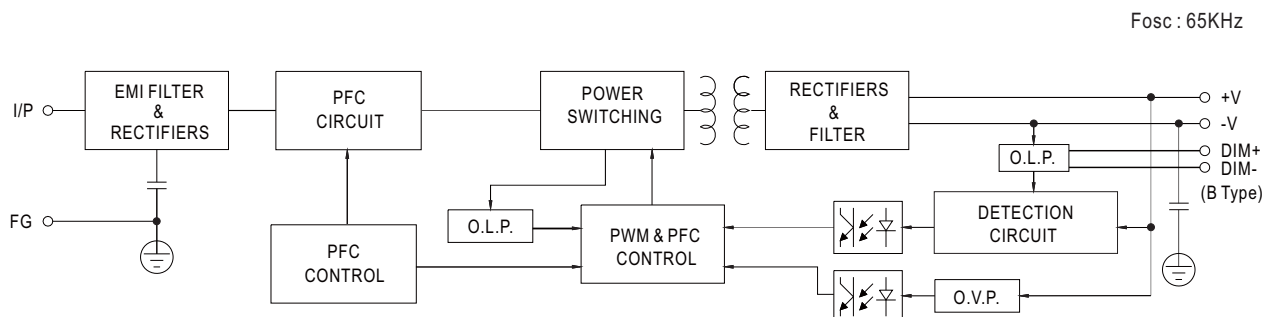 Fosc : 65KHz
I/P
EMI FILTER
&
RECTIFIERS
PFC
CIRCUIT
POWER
SWITCHING
RECTIFIERS
&
FILTER
+V
-V
DIM+
DIM-
(B Type)
O.L.P.
FG
O.L.P.
DETECTION
CIRCUIT
PFC
CONTROL
PWM & PFC
CONTROL
O.V.P.